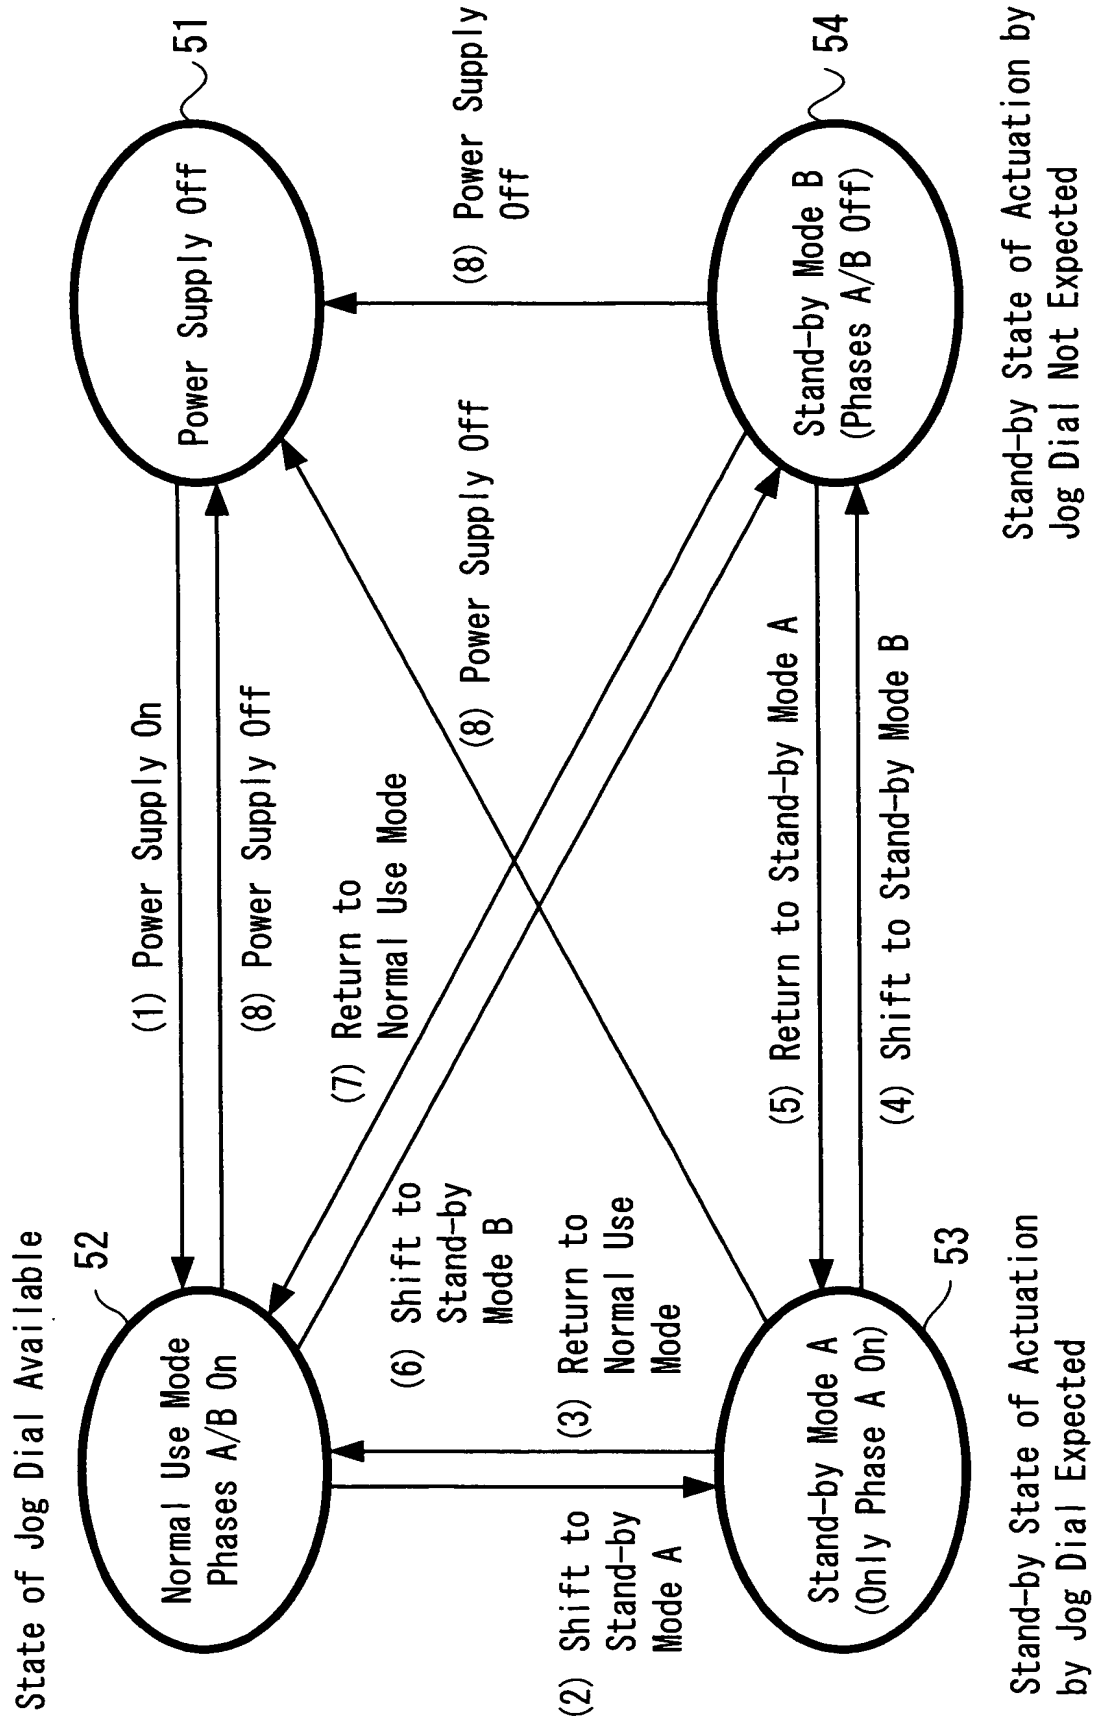 State of Jog Dial Available
52
Normal Use Mode
Phases A/B On
(1) Power Supply On
(8) Power Supply Off
51
Power Supply Off
(7) Return to
Normal Use Mode
(6) Shift to
Stand-by
Mode B
(8) Power Supply Off
(8) Power Supply
Off
(2) Shift to
Stand-by
Mode A
(3) Return to
Normal Use
Mode
Stand-by Mode A
(Only Phase A On)
53
(5) Return to Stand-by Mode A
(4) Shift to Stand-by Mode B
Stand-by Mode B
(Phases A/B Off)
54
Stand-by State of Actuation
by Jog Dial Expected
Stand-by State of Actuation by
Jog Dial Not Expected